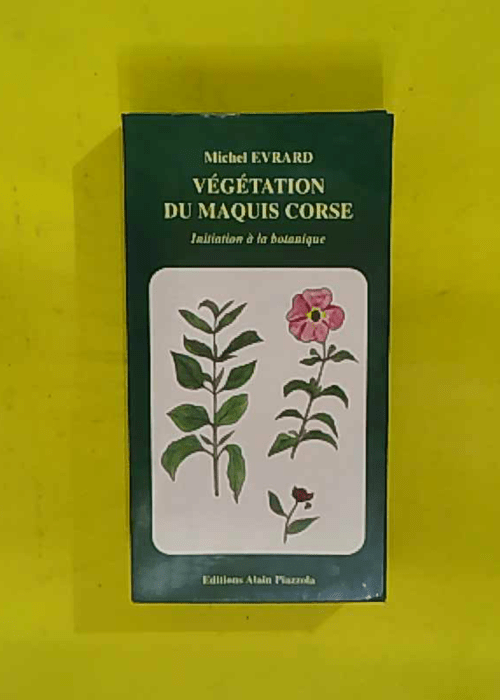 Michel EVRARD
VÉGÉTATION
DU MAQUIS CORSE
Initiation à la botanique
Editions Alain Piazzola